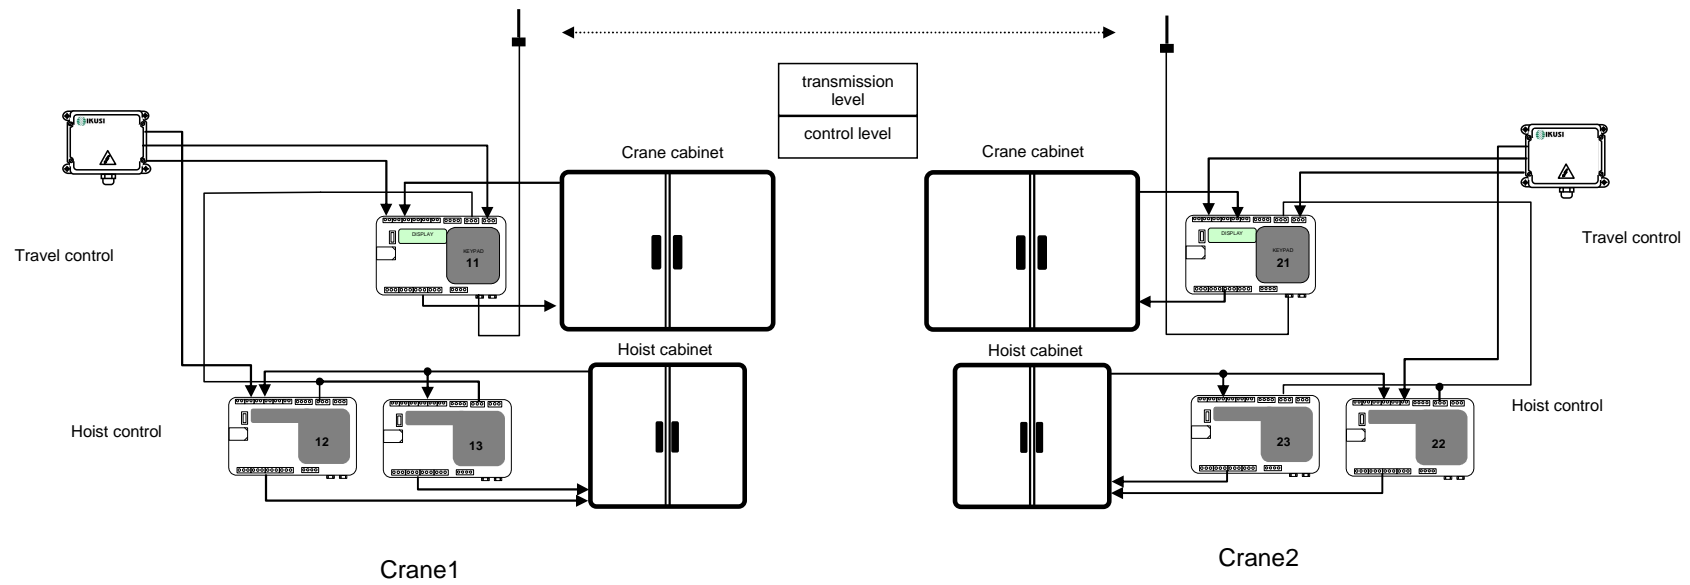 transmission
level
control level
IKUSI
IKUSI
Crane cabinet
Crane cabinet
Travel control
Travel control
DISPLAY
KEYPAD
11
DISPLAY
KEYPAD
21
Hoist cabinet
Hoist cabinet
Hoist control
Hoist control
12
13
23
22
Crane1
Crane2